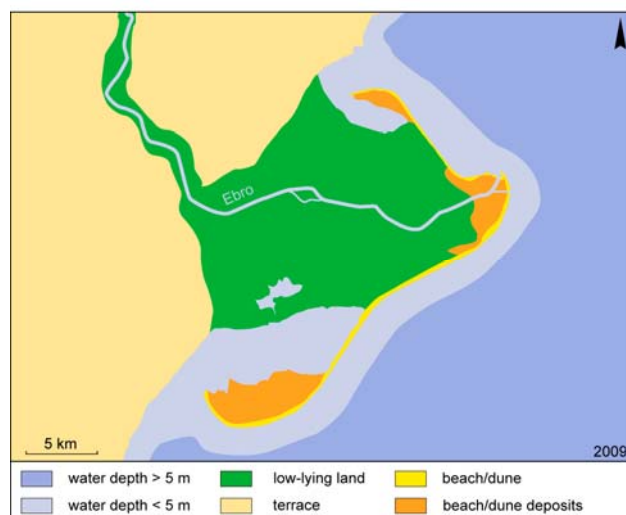 Ebro
5 km
2009
water depth > 5 m
low-lying land
beach/dune
water depth < 5 m
terrace
beach/dune deposits